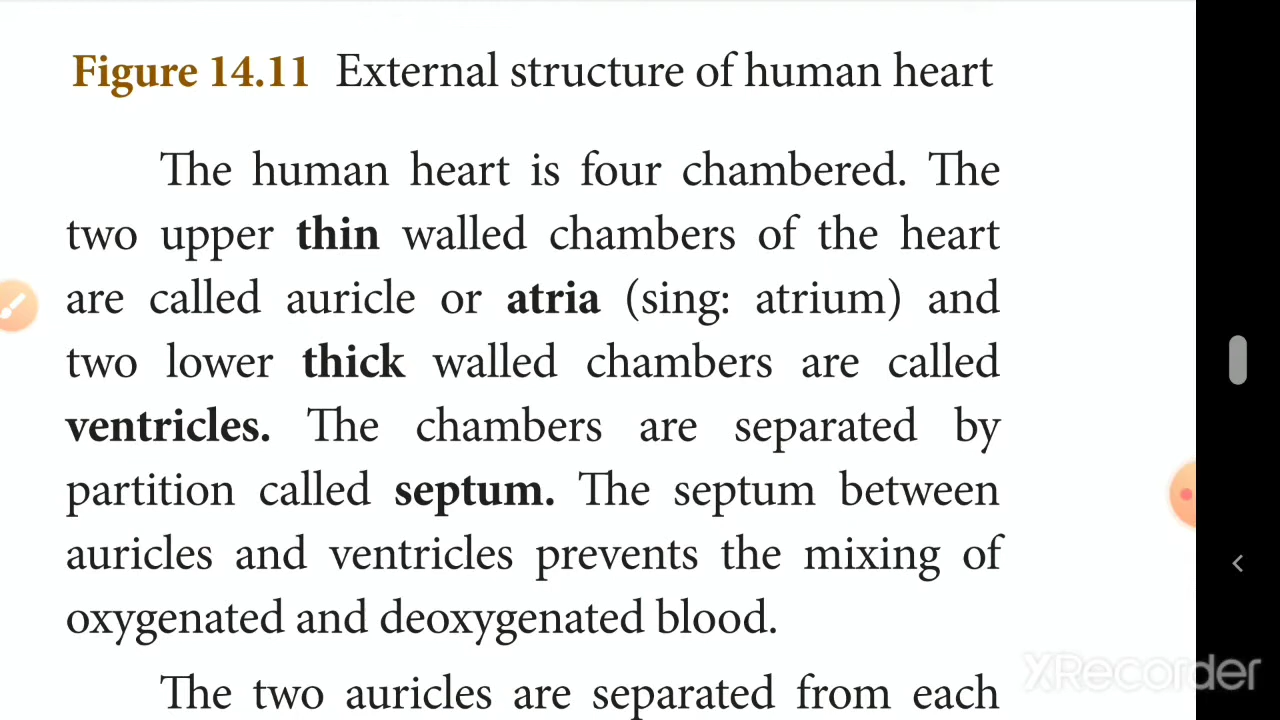 Figure 14.11 External structure of human heart
The human heart is four chambered. The
two upper thin walled chambers of the heart
are called auricle or atria (sing: atrium) and
two lower thick walled chambers are called
ventricles. The chambers are separated by
partition called septum. The septum between
auricles and ventricles prevents the mixing of
oxygenated and deoxygenated blood.
The two auricles are separated from each
XRecorder